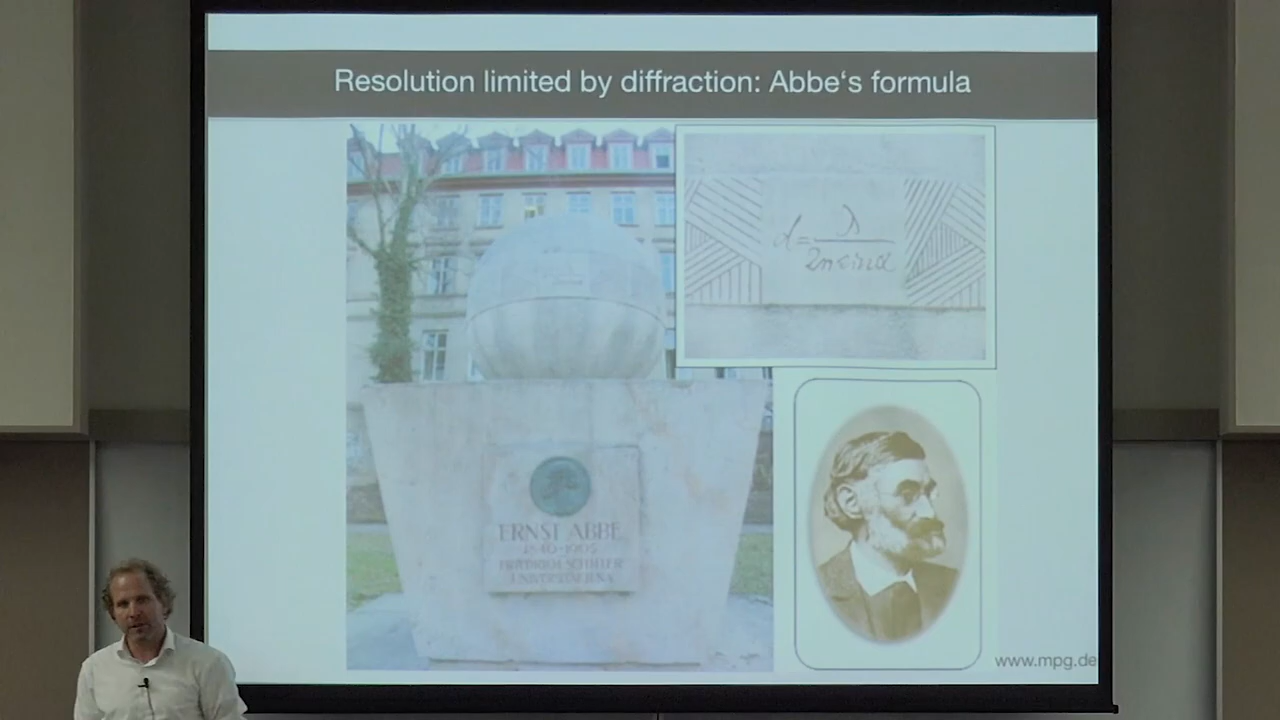 Resolution limited by diffraction: Abbe‘s formula
d = λ / 2n sin α
ERNST ABBE
1840-1905
FRIEDRICH SCHILLER
UNIVERSITÄT JENA
www.mpg.de